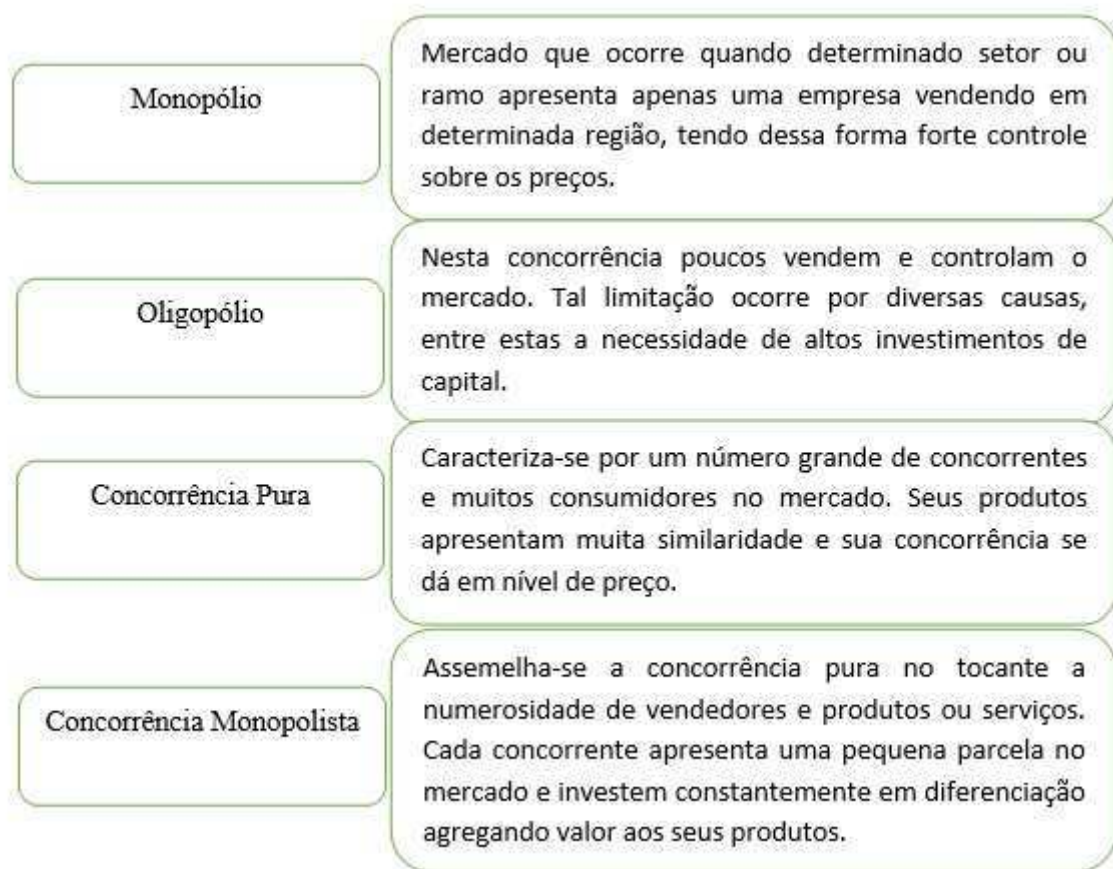 Monopólio
Mercado que ocorre quando determinado setor ou
ramo apresenta apenas uma empresa vendendo em
determinada região, tendo dessa forma forte controle
sobre os preços.
Oligopólio
Nesta concorrência poucos vendem e controlam o
mercado. Tal limitação ocorre por diversas causas,
entre estas a necessidade de altos investimentos de
capital.
Concorrência Pura
Caracteriza-se por um número grande de concorrentes
e muitos consumidores no mercado. Seus produtos
apresentam muita similaridade e sua concorrência se
dá em nível de preço.
Concorrência Monopolista
Assemelha-se a concorrência pura no tocante a
numerosidade de vendedores e produtos ou serviços.
Cada concorrente apresenta uma pequena parcela no
mercado e investem constantemente em diferenciação
agregando valor aos seus produtos.